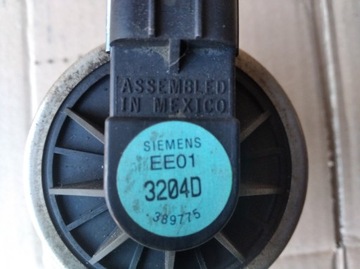 ASSEMBLED
IN MEXICO
SIEMENS
EE01
3204D
389775